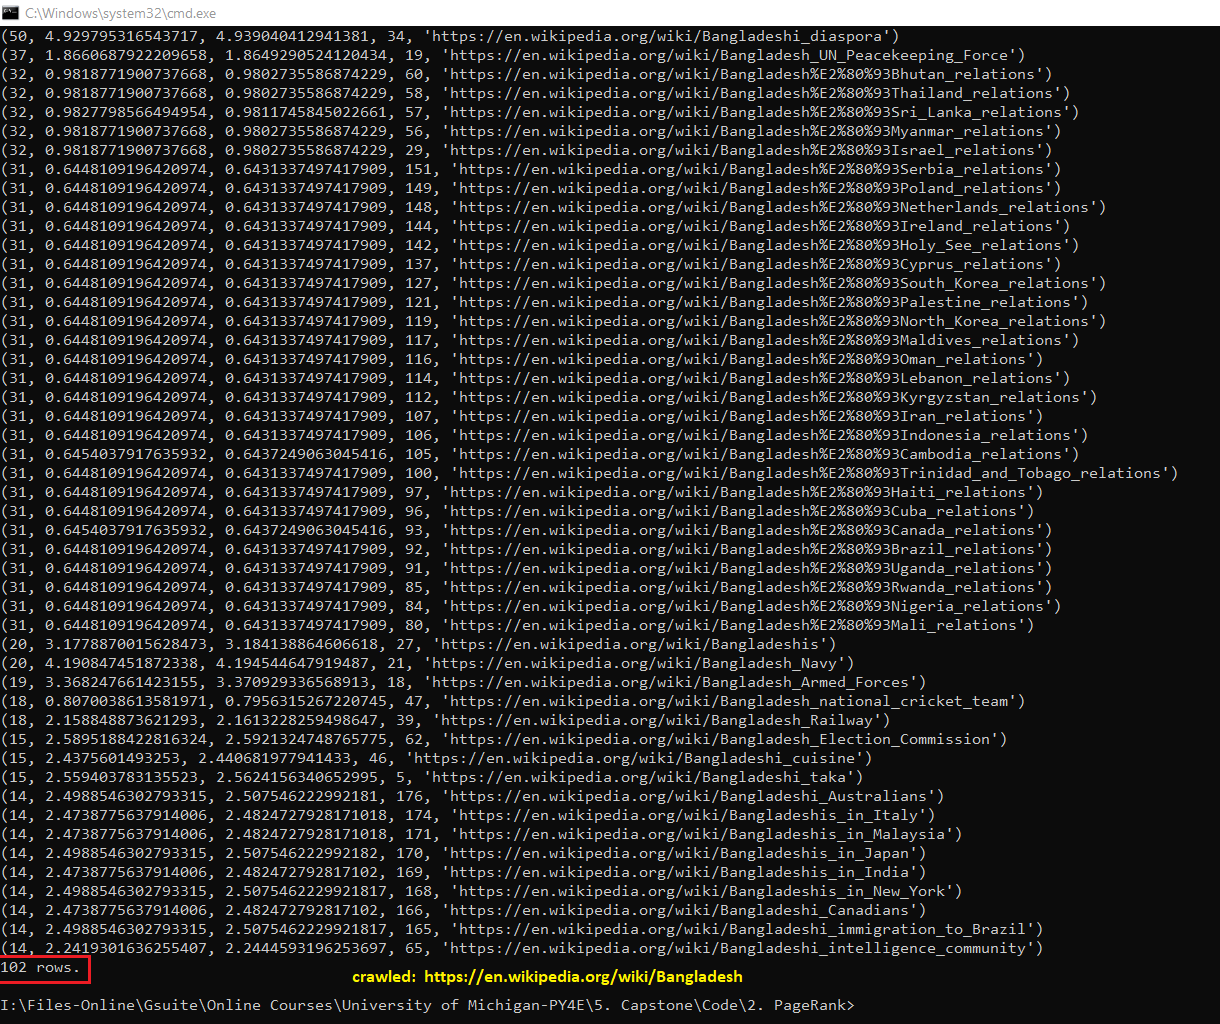 C:\Windows\system32\cmd.exe
(50, 4.929795316543717, 4.939040412941381, 34, 'https://en.wikipedia.org/wiki/Bangladeshi_diaspora')
(37, 1.8660687922209658, 1.8649290524120434, 19, 'https://en.wikipedia.org/wiki/Bangladesh_UN_Peacekeeping_Force')
(32, 0.9818771900737668, 0.9802735586874229, 60, 'https://en.wikipedia.org/wiki/Bangladesh%E2%80%93Bhutan_relations')
(32, 0.9818771900737668, 0.9802735586874229, 58, 'https://en.wikipedia.org/wiki/Bangladesh%E2%80%93Thailand_relations')
(32, 0.9827798566494954, 0.9811745845022661, 57, 'https://en.wikipedia.org/wiki/Bangladesh%E2%80%93Sri_Lanka_relations')
(32, 0.9818771900737668, 0.9802735586874229, 56, 'https://en.wikipedia.org/wiki/Bangladesh%E2%80%93Myanmar_relations')
(32, 0.9818771900737668, 0.9802735586874229, 29, 'https://en.wikipedia.org/wiki/Bangladesh%E2%80%93Israel_relations')
(31, 0.6448109196420974, 0.6431337497417909, 151, 'https://en.wikipedia.org/wiki/Bangladesh%E2%80%93Serbia_relations')
(31, 0.6448109196420974, 0.6431337497417909, 149, 'https://en.wikipedia.org/wiki/Bangladesh%E2%80%93Poland_relations')
(31, 0.6448109196420974, 0.6431337497417909, 148, 'https://en.wikipedia.org/wiki/Bangladesh%E2%80%93Netherlands_relations')
(31, 0.6448109196420974, 0.6431337497417909, 144, 'https://en.wikipedia.org/wiki/Bangladesh%E2%80%93Ireland_relations')
(31, 0.6448109196420974, 0.6431337497417909, 142, 'https://en.wikipedia.org/wiki/Bangladesh%E2%80%93Holy_See_relations')
(31, 0.6448109196420974, 0.6431337497417909, 137, 'https://en.wikipedia.org/wiki/Bangladesh%E2%80%93Cyprus_relations')
(31, 0.6448109196420974, 0.6431337497417909, 127, 'https://en.wikipedia.org/wiki/Bangladesh%E2%80%93South_Korea_relations')
(31, 0.6448109196420974, 0.6431337497417909, 121, 'https://en.wikipedia.org/wiki/Bangladesh%E2%80%93Palestine_relations')
(31, 0.6448109196420974, 0.6431337497417909, 119, 'https://en.wikipedia.org/wiki/Bangladesh%E2%80%93North_Korea_relations')
(31, 0.6448109196420974, 0.6431337497417909, 117, 'https://en.wikipedia.org/wiki/Bangladesh%E2%80%93Maldives_relations')
(31, 0.6448109196420974, 0.6431337497417909, 116, 'https://en.wikipedia.org/wiki/Bangladesh%E2%80%93Oman_relations')
(31, 0.6448109196420974, 0.6431337497417909, 114, 'https://en.wikipedia.org/wiki/Bangladesh%E2%80%93Lebanon_relations')
(31, 0.6448109196420974, 0.6431337497417909, 112, 'https://en.wikipedia.org/wiki/Bangladesh%E2%80%93Kyrgyzstan_relations')
(31, 0.6448109196420974, 0.6431337497417909, 107, 'https://en.wikipedia.org/wiki/Bangladesh%E2%80%93Iran_relations')
(31, 0.6448109196420974, 0.6431337497417909, 106, 'https://en.wikipedia.org/wiki/Bangladesh%E2%80%93Indonesia_relations')
(31, 0.6454037917635932, 0.6437249063045416, 105, 'https://en.wikipedia.org/wiki/Bangladesh%E2%80%93Cambodia_relations')
(31, 0.6448109196420974, 0.6431337497417909, 100, 'https://en.wikipedia.org/wiki/Bangladesh%E2%80%93Trinidad_and_Tobago_relations')
(31, 0.6448109196420974, 0.6431337497417909, 97, 'https://en.wikipedia.org/wiki/Bangladesh%E2%80%93Haiti_relations')
(31, 0.6448109196420974, 0.6431337497417909, 96, 'https://en.wikipedia.org/wiki/Bangladesh%E2%80%93Cuba_relations')
(31, 0.6454037917635932, 0.6437249063045416, 93, 'https://en.wikipedia.org/wiki/Bangladesh%E2%80%93Canada_relations')
(31, 0.6448109196420974, 0.6431337497417909, 92, 'https://en.wikipedia.org/wiki/Bangladesh%E2%80%93Brazil_relations')
(31, 0.6448109196420974, 0.6431337497417909, 91, 'https://en.wikipedia.org/wiki/Bangladesh%E2%80%93Uganda_relations')
(31, 0.6448109196420974, 0.6431337497417909, 85, 'https://en.wikipedia.org/wiki/Bangladesh%E2%80%93Rwanda_relations')
(31, 0.6448109196420974, 0.6431337497417909, 84, 'https://en.wikipedia.org/wiki/Bangladesh%E2%80%93Nigeria_relations')
(31, 0.6448109196420974, 0.6431337497417909, 80, 'https://en.wikipedia.org/wiki/Bangladesh%E2%80%93Mali_relations')
(20, 3.1778870015628473, 3.184138864606618, 27, 'https://en.wikipedia.org/wiki/Bangladeshis')
(20, 4.190847451872338, 4.194544647919487, 21, 'https://en.wikipedia.org/wiki/Bangladesh_Navy')
(19, 3.368247661423155, 3.370929336568913, 18, 'https://en.wikipedia.org/wiki/Bangladesh_Armed_Forces')
(18, 0.8070038613581971, 0.7956315267220745, 47, 'https://en.wikipedia.org/wiki/Bangladesh_national_cricket_team')
(18, 2.158848873621293, 2.1613228259498647, 39, 'https://en.wikipedia.org/wiki/Bangladesh_Railway')
(15, 2.5895188422816324, 2.5921324748765775, 62, 'https://en.wikipedia.org/wiki/Bangladesh_Election_Commission')
(15, 2.4375601493253, 2.440681977941433, 46, 'https://en.wikipedia.org/wiki/Bangladeshi_cuisine')
(15, 2.559403783135523, 2.5624156340652995, 5, 'https://en.wikipedia.org/wiki/Bangladeshi_taka')
(14, 2.4988546302793315, 2.507546222992181, 176, 'https://en.wikipedia.org/wiki/Bangladeshi_Australians')
(14, 2.4738775637914006, 2.4824727928171018, 174, 'https://en.wikipedia.org/wiki/Bangladeshis_in_Italy')
(14, 2.4738775637914006, 2.4824727928171018, 171, 'https://en.wikipedia.org/wiki/Bangladeshis_in_Malaysia')
(14, 2.4988546302793315, 2.507546222992182, 170, 'https://en.wikipedia.org/wiki/Bangladeshis_in_Japan')
(14, 2.4738775637914006, 2.482472792817102, 169, 'https://en.wikipedia.org/wiki/Bangladeshis_in_India')
(14, 2.4988546302793315, 2.5075462229921817, 168, 'https://en.wikipedia.org/wiki/Bangladeshis_in_New_York')
(14, 2.4738775637914006, 2.482472792817102, 166, 'https://en.wikipedia.org/wiki/Bangladeshi_Canadians')
(14, 2.4988546302793315, 2.5075462229921817, 165, 'https://en.wikipedia.org/wiki/Bangladeshi_immigration_to_Brazil')
(14, 2.2419301636255407, 2.2444593196253697, 65, 'https://en.wikipedia.org/wiki/Bangladeshi_intelligence_community')
102 rows.
crawled: https://en.wikipedia.org/wiki/Bangladesh
I:\Files-Online\Gsuite\Online Courses\University of Michigan-PY4E\5. Capstone\Code\2. PageRank>